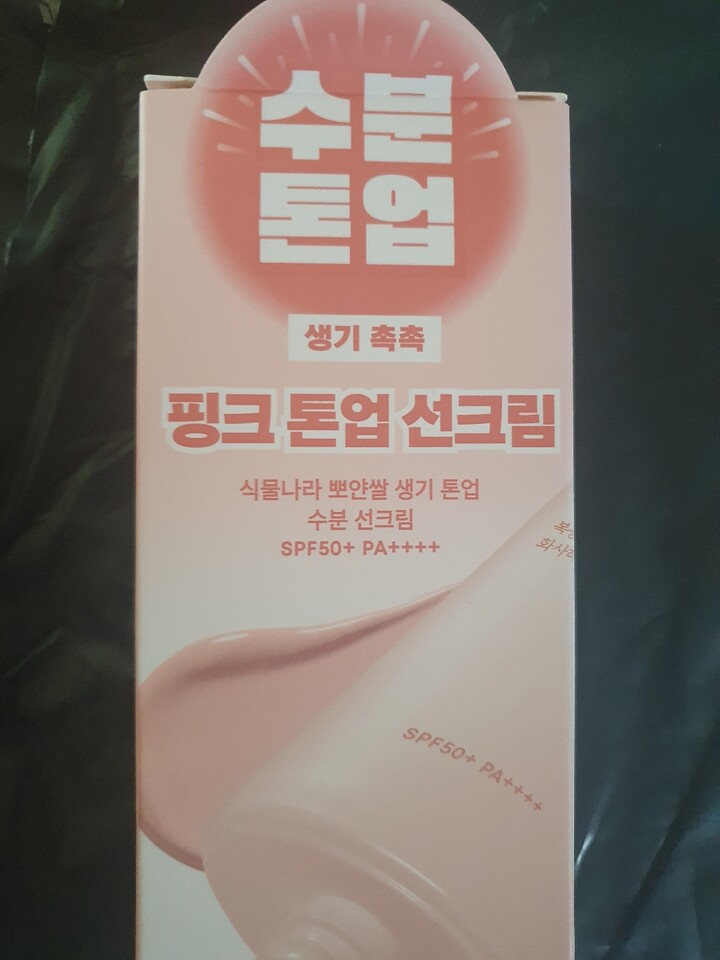 수분
톤업
생기 촉촉
핑크 톤업 선크림
식물나라 뽀얀쌀 생기 톤업
수분 선크림
SPF50+ PA++++
SPF50+ PA++++